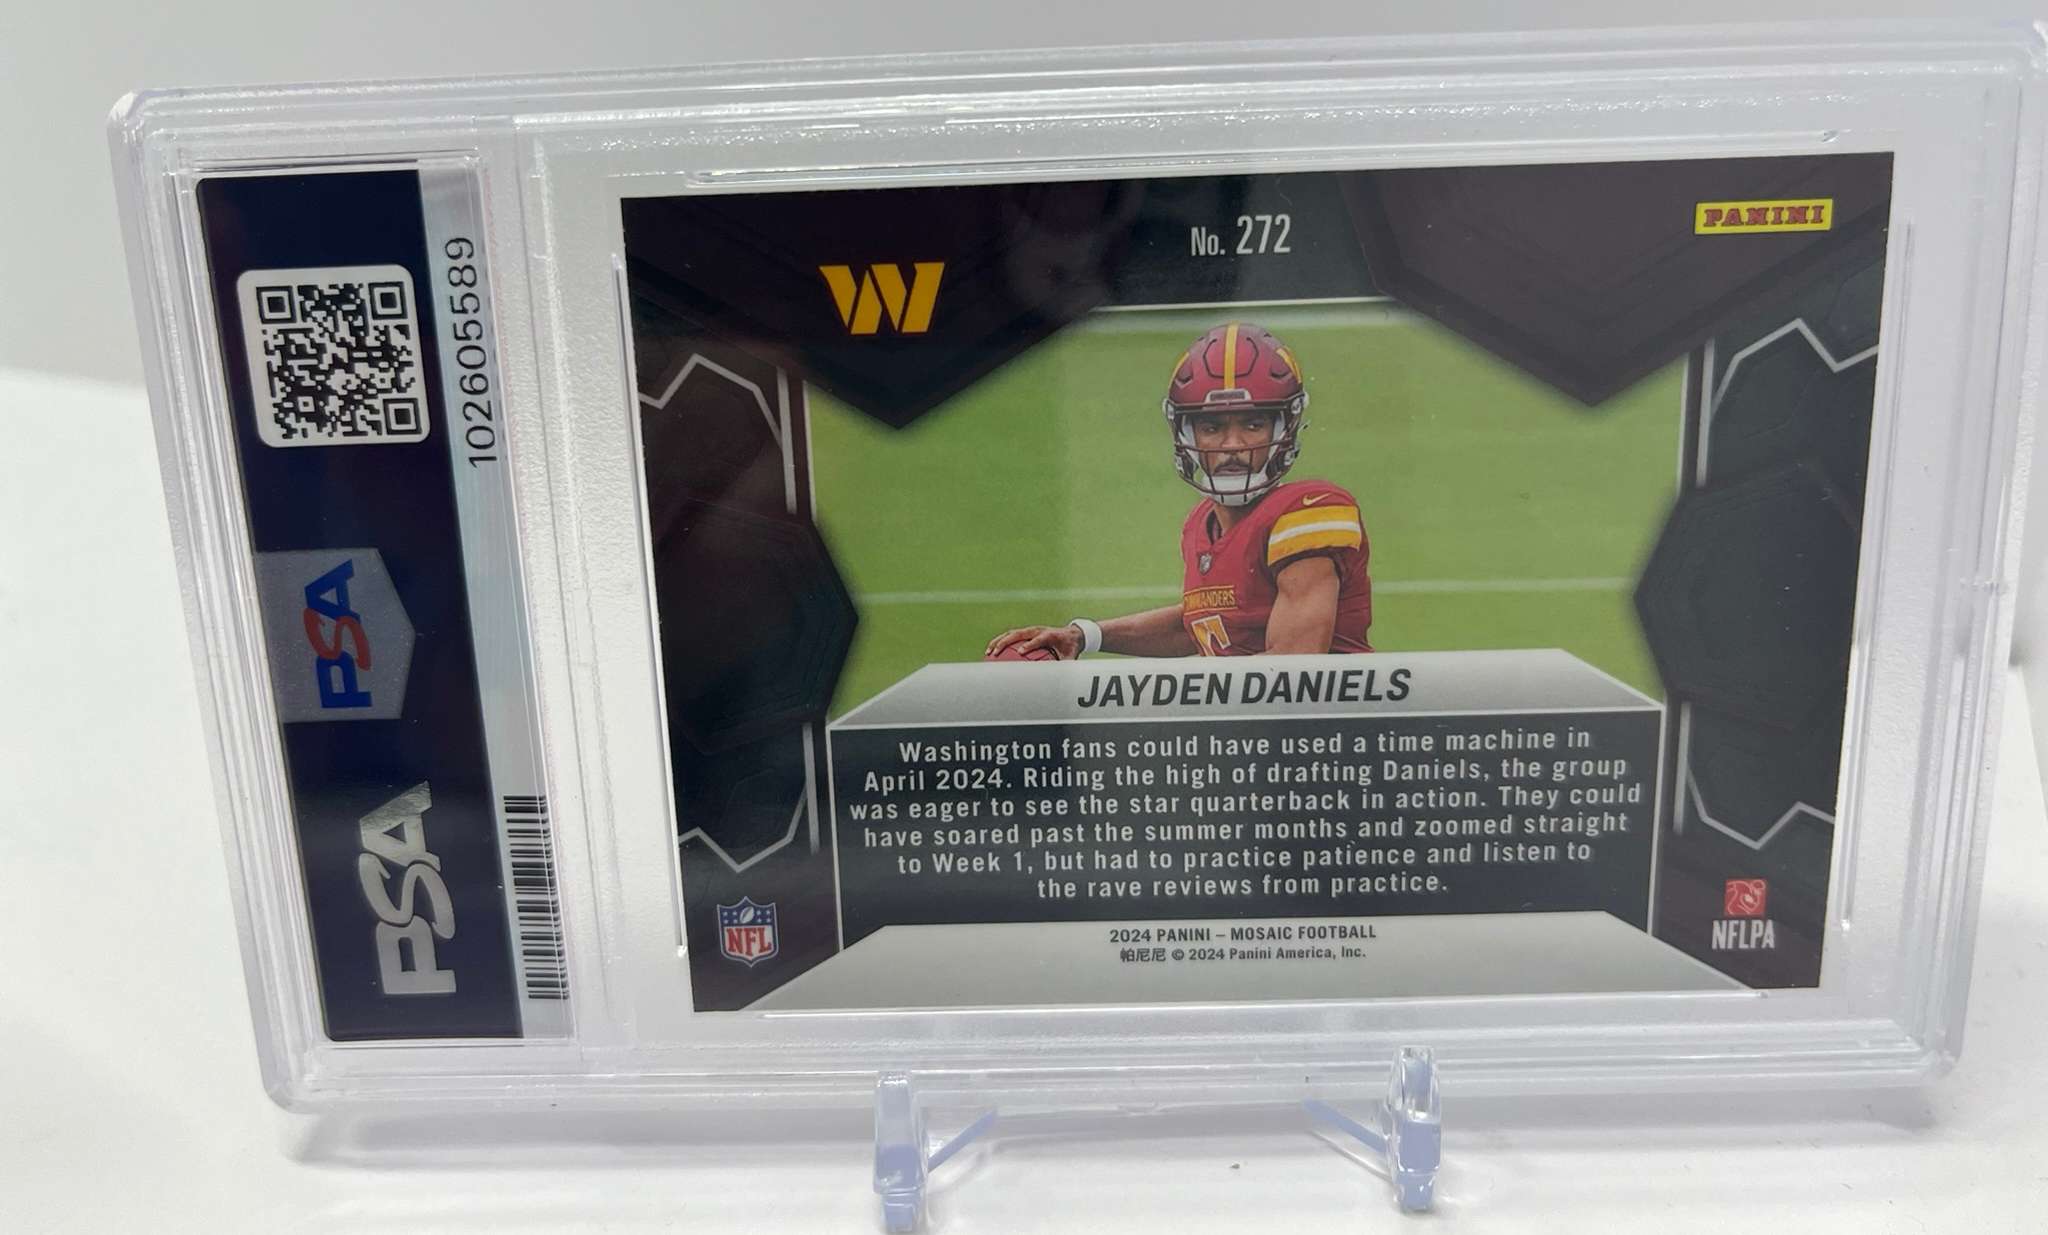 102605589
PSA
PSA
No. 272
PANINI
W
COMMANDERS
JAYDEN DANIELS
Washington fans could have used a time machine in
April 2024. Riding the high of drafting Daniels, the group
was eager to see the star quarterback in action. They could
have soared past the summer months and zoomed straight
to Week 1, but had to practice patience and listen to
the rave reviews from practice.
NFL
NFLPA
2024 PANINI – MOSAIC FOOTBALL
帕尼尼 © 2024 Panini America, Inc.